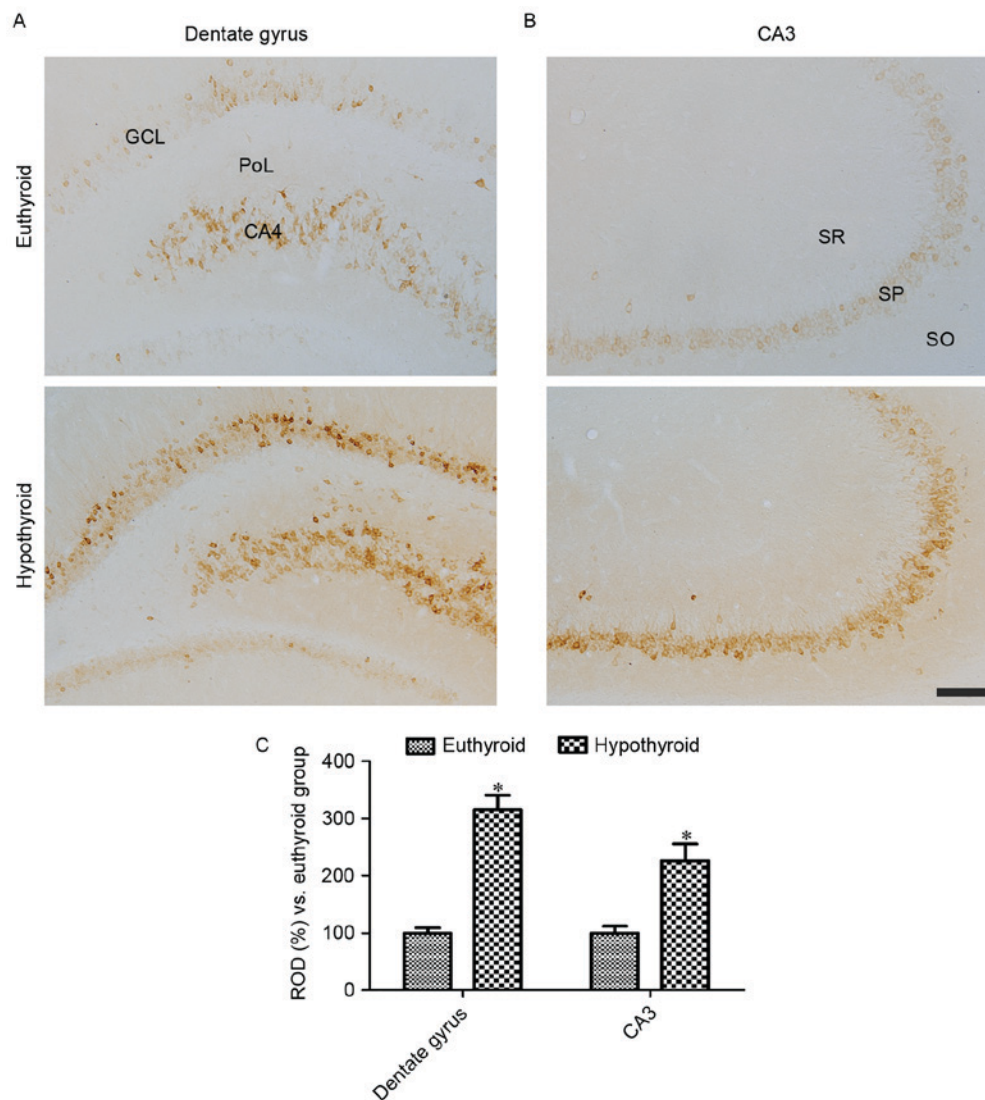 A
Dentate gyrus
B
CA3
Euthyroid
GCL
PoL
CA4
SR
SP
SO
Hypothyroid
C
Euthyroid
Hypothyroid
ROD (%) vs. euthyroid group
400
300
200
100
0
*
*
Dentate gyrus
CA3